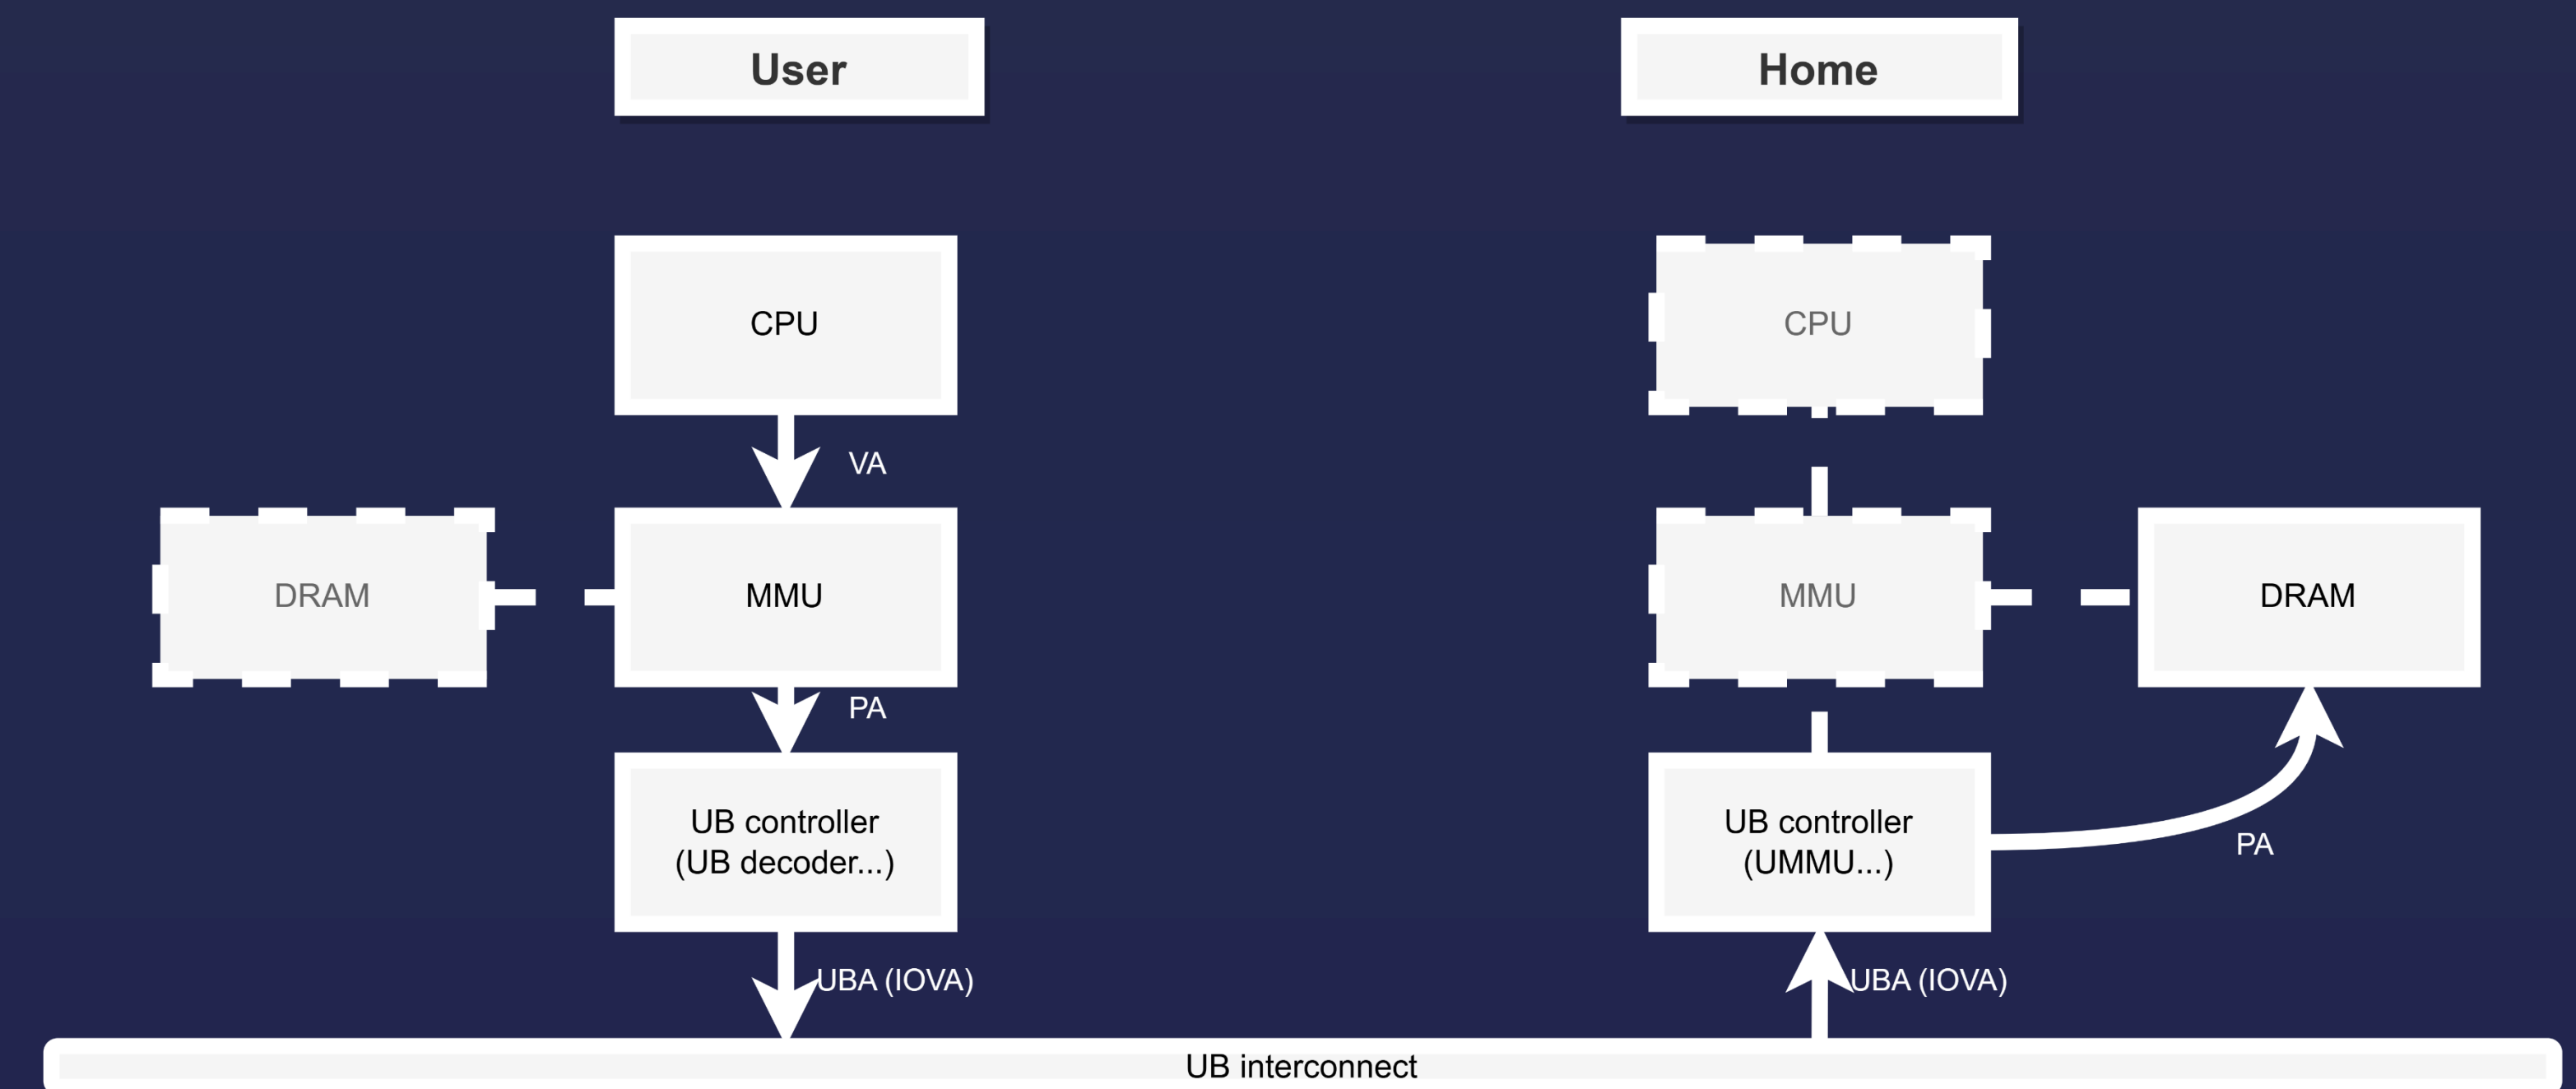 User
Home
CPU
CPU
VA
DRAM
MMU
MMU
DRAM
PA
UB controller
(UB decoder...)
UB controller
(UMMU...)
PA
UBA (IOVA)
UBA (IOVA)
UB interconnect